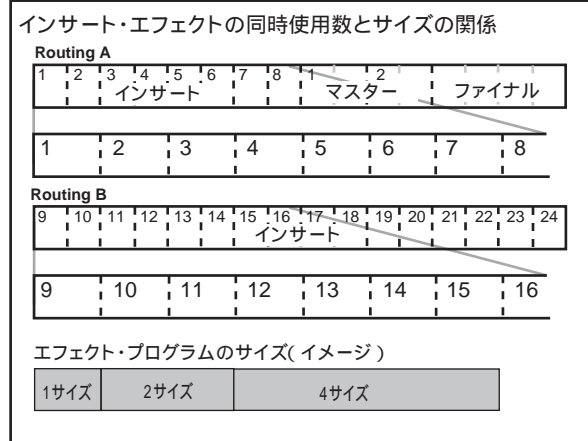 インサート・エフェクトの同時使用数とサイズの関係
Routing A
1 2 3 4 5 6 7 8 1 2
インサート マスター ファイナル
1 2 3 4 5 6 7 8
Routing B
9 10 11 12 13 14 15 16 17 18 19 20 21 22 23 24
インサート
9 10 11 12 13 14 15 16
エフェクト・プログラムのサイズ(イメージ)
1サイズ 2サイズ 4サイズ